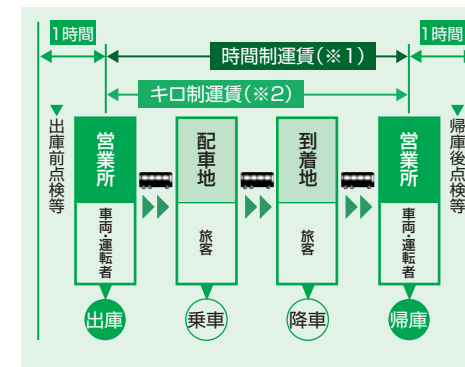 1時間
時間制運賃(※1)
1時間
キロ制運賃(※2)
出庫前点検等
営業所
車両・運転者
出庫
配車地
旅客
乗車
到着地
旅客
降車
営業所
車両・運転者
帰庫
帰庫後点検等